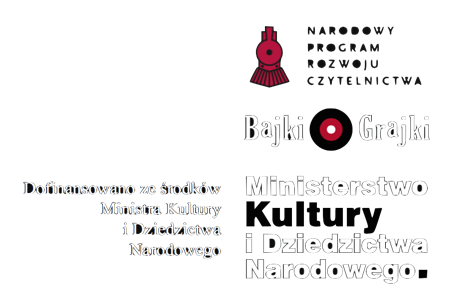 NARODOWY
PROGRAM
ROZWOJU
CZYTELNICTWA
Bajki Grajki
Dofinansowano ze środków
Ministra Kultury
i Dziedzictwa
Narodowego
Ministerstwo
Kultury
i Dziedzictwa
Narodowego.